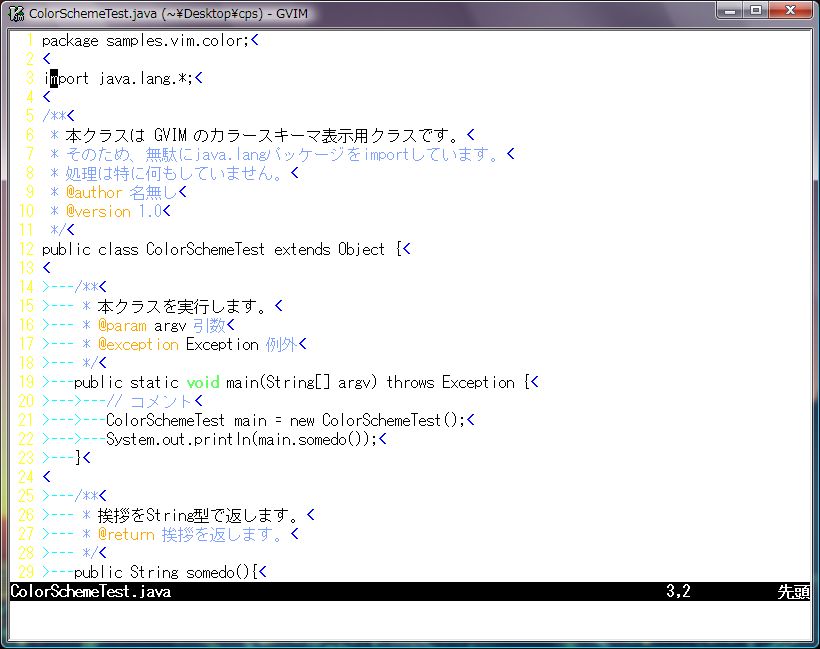 ColorSchemeTest.java (~¥Desktop¥cps) - GVIM
1 package samples.vim.color;<
2 <
3 import java.lang.*;<
4 <
5 /**<
6  * 本クラスは GVIM のカラースキーマ表示用クラスです。<
7  * そのため、無駄にjava.langパッケージをimportしています。<
8  * 処理は特に何もしていません。<
9  * @author 名無し<
10  * @version 1.0<
11  */<
12 public class ColorSchemeTest extends Object {<
13 <
14 >---/**<
15 >--- * 本クラスを実行します。<
16 >--- * @param argv 引数<
17 >--- * @exception Exception 例外<
18 >--- */<
19 >---public static void main(String[] argv) throws Exception {<
20 >--->---// コメント<
21 >--->---ColorSchemeTest main = new ColorSchemeTest();<
22 >--->---System.out.println(main.somedo());<
23 >---}<
24 <
25 >---/**<
26 >--- * 挨拶をString型で返します。<
27 >--- * @return 挨拶を返します。<
28 >--- */<
29 >---public String somedo(){<
ColorSchemeTest.java 3,2 先頭